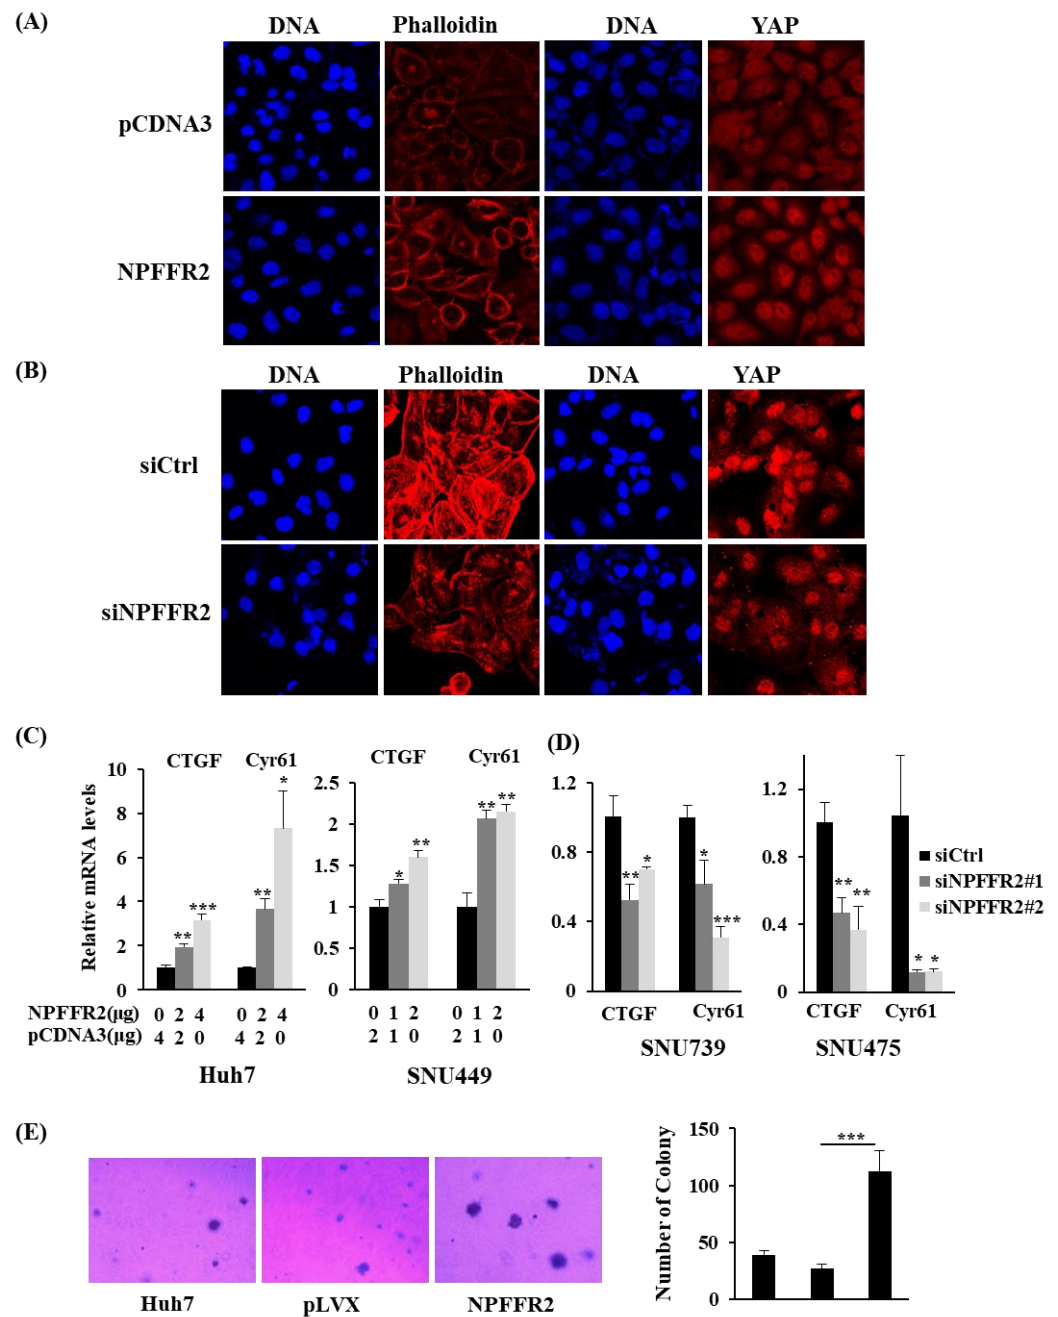 (A)
DNA Phalloidin DNA YAP
pCDNA3
NPFFR2
(B)
DNA Phalloidin DNA YAP
siCtrl
siNPFFR2
(C)
CTGF Cyr61
Relative mRNA levels
10
8
6
4
2
0
** *** ** *
NPFFR2(µg) 0 2 4 0 2 4
pCDNA3(µg) 4 2 0 4 2 0
Huh7
CTGF Cyr61
2.5
2
1.5
1
0.5
0
* ** ** **
0 1 2 0 1 2
2 1 0 2 1 0
SNU449
(D)
1.2
0.8
0.4
0
** * * ***
CTGF Cyr61
SNU739
1.2
0.8
0.4
0
** ** * *
CTGF Cyr61
SNU475
siCtrl
siNPFFR2#1
siNPFFR2#2
(E)
Huh7 pLVX NPFFR2
Number of Colony
150
100
50
0
***